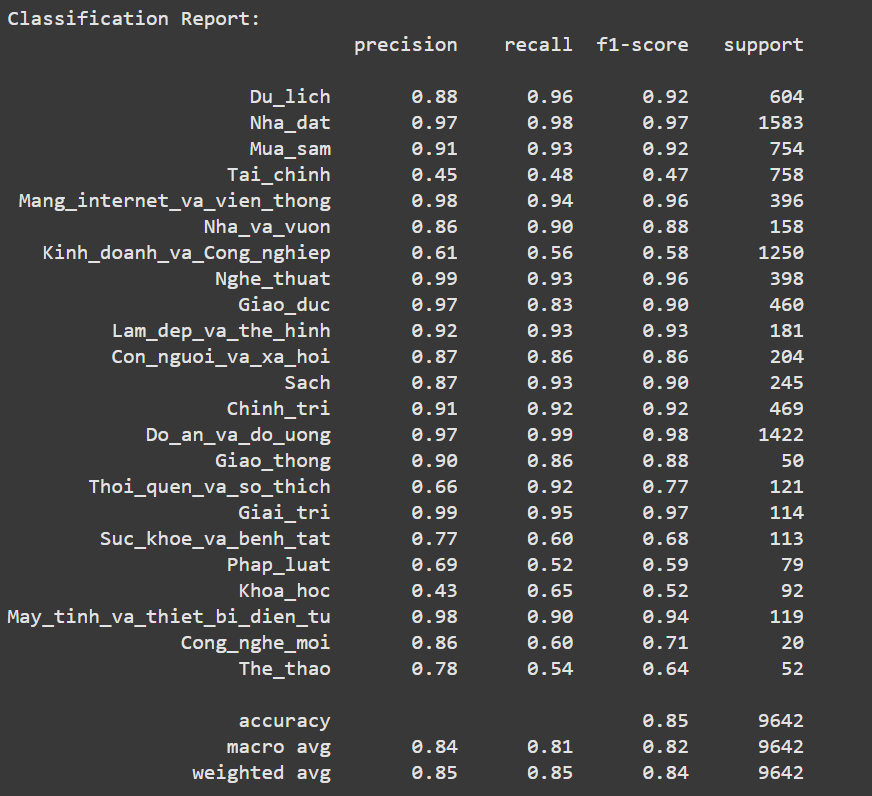 Classification Report:
precision recall f1-score support
Du_lich 0.88 0.96 0.92 604
Nha_dat 0.97 0.98 0.97 1583
Mua_sam 0.91 0.93 0.92 754
Tai_chinh 0.45 0.48 0.47 758
Mang_internet_va_vien_thong 0.98 0.94 0.96 396
Nha_va_vuon 0.86 0.90 0.88 158
Kinh_doanh_va_Cong_nghiep 0.61 0.56 0.58 1250
Nghe_thuat 0.99 0.93 0.96 398
Giao_duc 0.97 0.83 0.90 460
Lam_dep_va_the_hinh 0.92 0.93 0.93 181
Con_nguoi_va_xa_hoi 0.87 0.86 0.86 204
Sach 0.87 0.93 0.90 245
Chinh_tri 0.91 0.92 0.92 469
Do_an_va_do_uong 0.97 0.99 0.98 1422
Giao_thong 0.90 0.86 0.88 50
Thoi_quen_va_so_thich 0.66 0.92 0.77 121
Giai_tri 0.99 0.95 0.97 114
Suc_khoe_va_benh_tat 0.77 0.60 0.68 113
Phap_luat 0.69 0.52 0.59 79
Khoa_hoc 0.43 0.65 0.52 92
May_tinh_va_thiet_bi_dien_tu 0.98 0.90 0.94 119
Cong_nghe_moi 0.86 0.60 0.71 20
The_thao 0.78 0.54 0.64 52
accuracy 0.85 9642
macro avg 0.84 0.81 0.82 9642
weighted avg 0.85 0.85 0.84 9642